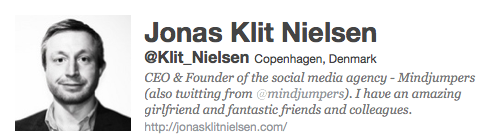 Jonas Klit Nielsen
@Klit_Nielsen Copenhagen, Denmark
CEO & Founder of the social media agency - Mindjumpers
(also twitting from @mindjumpers). I have an amazing
girlfriend and fantastic friends and colleagues.
http://jonasklitnielsen.com/